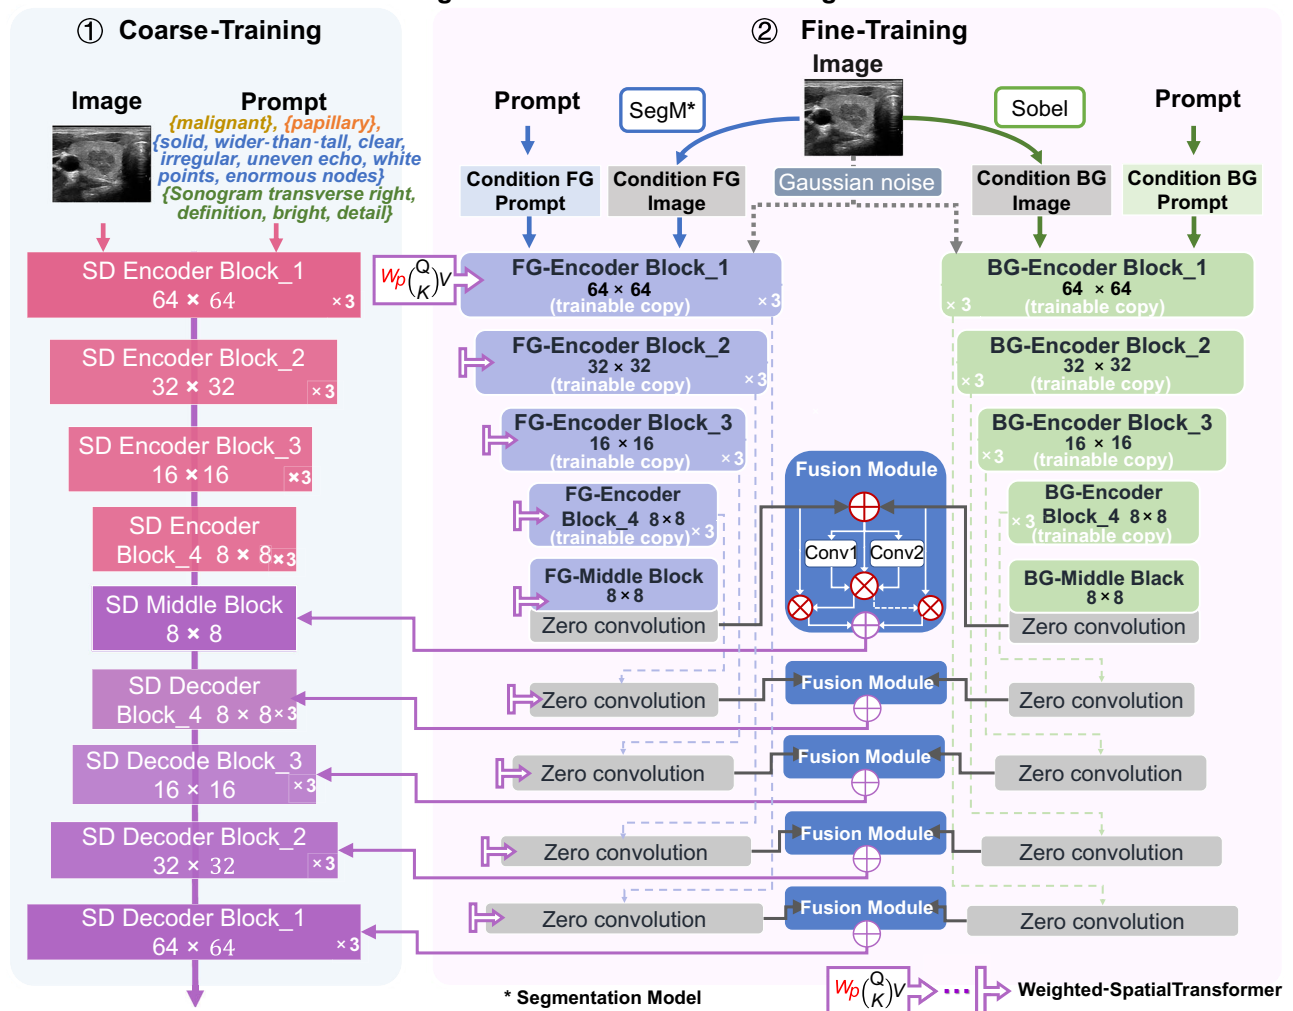 ① Coarse-Training
Image
Prompt
{malignant}, {papillary},
{solid, wider-than-tall, clear,
irregular, uneven echo, white
points, enormous nodes}
{Sonogram transverse right,
definition, bright, detail}
SD Encoder Block_1
64 × 64
×3
SD Encoder Block_2
32 × 32
×3
SD Encoder Block_3
16 × 16
×3
SD Encoder
Block_4 8 × 8
×3
SD Middle Block
8 × 8
SD Decoder
Block_4 8 × 8
×3
SD Decode Block_3
16 × 16
×3
SD Decoder Block_2
32 × 32
×3
SD Decoder Block_1
64 × 64
×3
② Fine-Training
Image
Prompt
SegM*
Sobel
Prompt
Condition FG
Prompt
Condition FG
Image
Gaussian noise
Condition BG
Image
Condition BG
Prompt
Wp(Q K)V
FG-Encoder Block_1
64 × 64
(trainable copy)
×3
FG-Encoder Block_2
32 × 32
(trainable copy)
×3
FG-Encoder Block_3
16 × 16
(trainable copy)
×3
FG-Encoder
Block_4 8×8
(trainable copy)
×3
FG-Middle Block
8×8
Zero convolution
BG-Encoder Block_1
64 × 64
(trainable copy)
×3
BG-Encoder Block_2
32 × 32
(trainable copy)
×3
BG-Encoder Block_3
16 × 16
(trainable copy)
×3
BG-Encoder
Block_4 8×8
(trainable copy)
×3
BG-Middle Black
8×8
Zero convolution
Fusion Module
Conv1
Conv2
Zero convolution
Fusion Module
Zero convolution
Zero convolution
Fusion Module
Zero convolution
Zero convolution
Fusion Module
Zero convolution
Zero convolution
Fusion Module
Zero convolution
* Segmentation Model
Wp(Q K)V
Weighted-SpatialTransformer